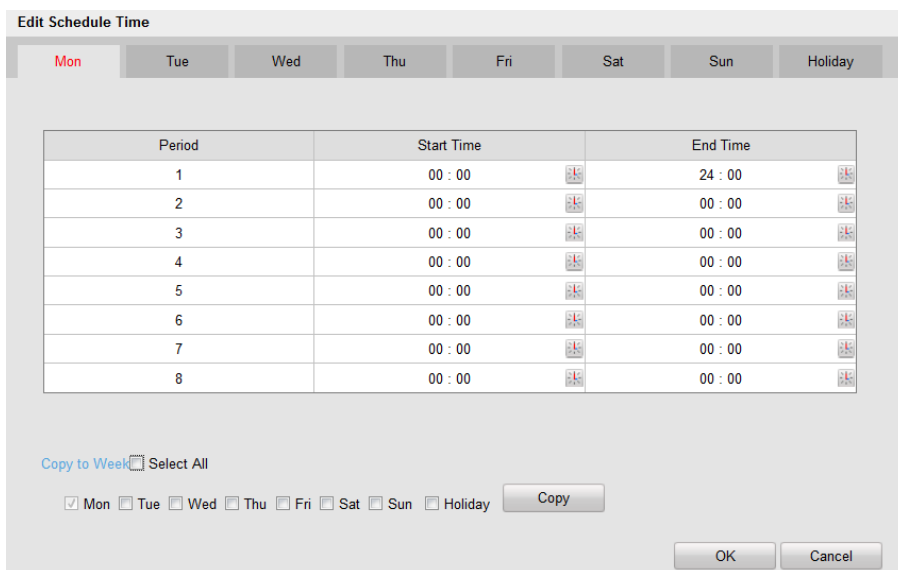 Edit Schedule Time
Mon Tue Wed Thu Fri Sat Sun Holiday
Period Start Time End Time
1 00 : 00 24 : 00
2 00 : 00 00 : 00
3 00 : 00 00 : 00
4 00 : 00 00 : 00
5 00 : 00 00 : 00
6 00 : 00 00 : 00
7 00 : 00 00 : 00
8 00 : 00 00 : 00
Copy to Week Select All
Mon Tue Wed Thu Fri Sat Sun Holiday Copy
OK Cancel